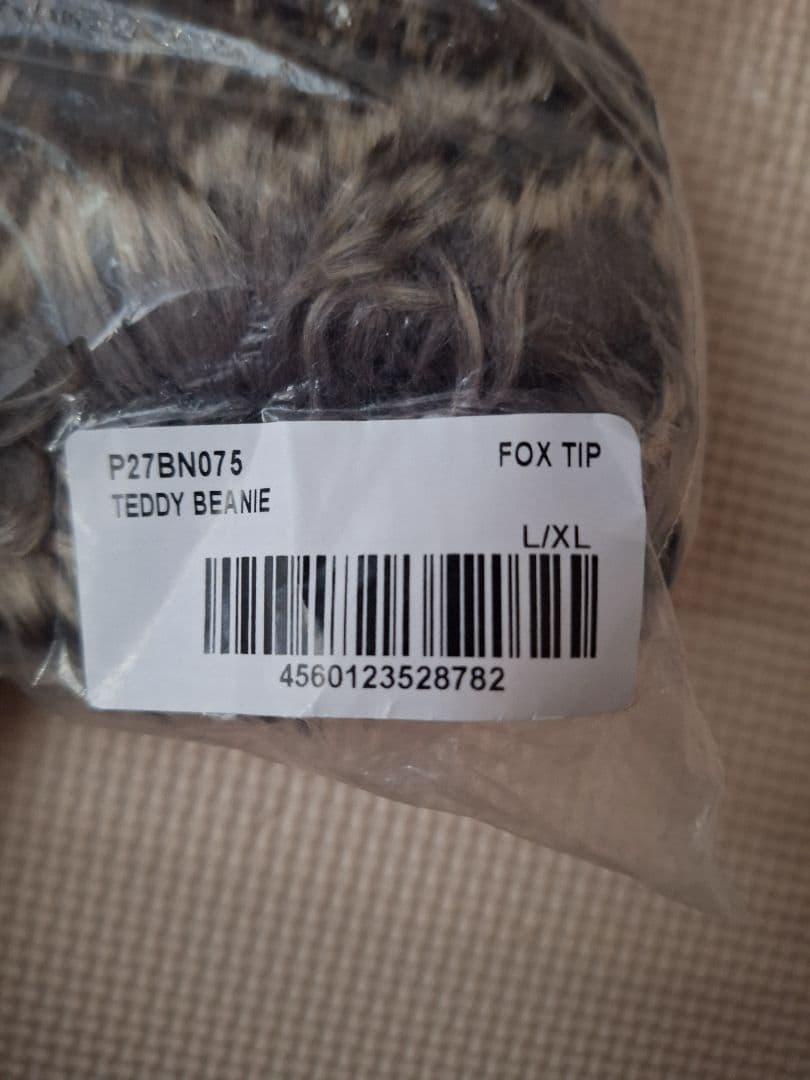 P27BN075
FOX TIP
TEDDY BEANIE
L/XL
4560123528782